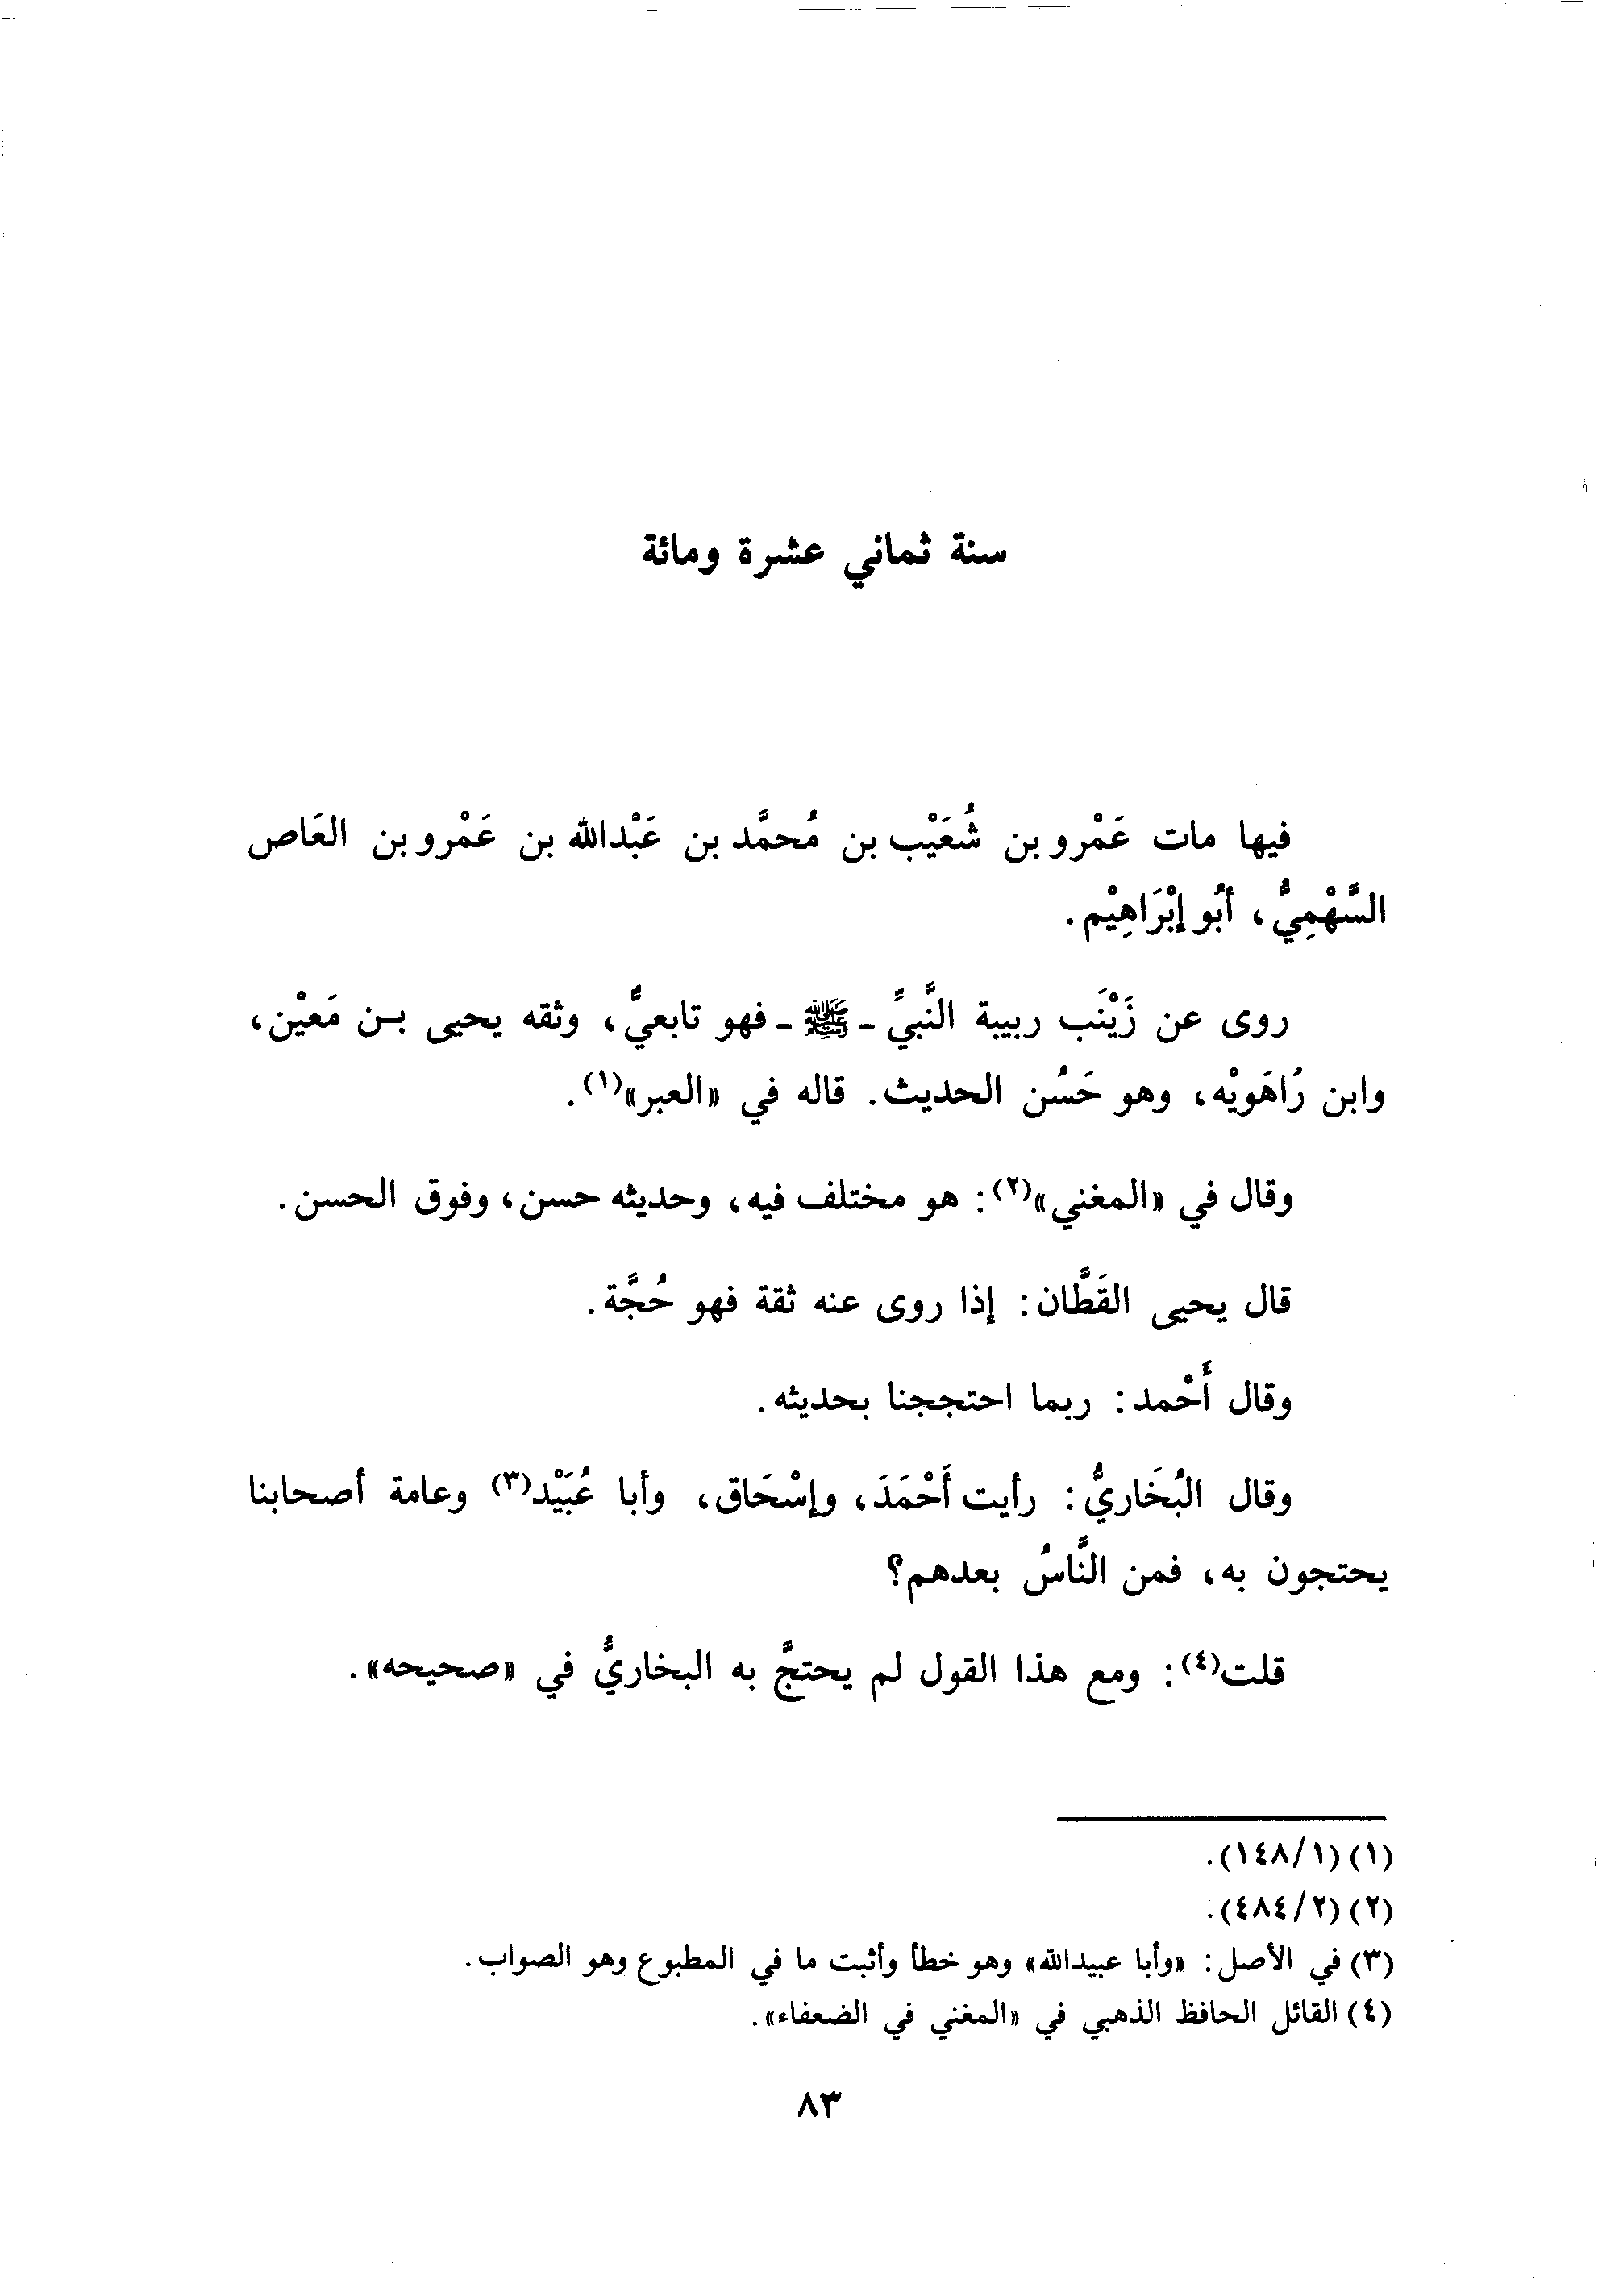 سنة ثماني عشرة ومائة
فيها مات عَمْرو بن شُعَيْب بن مُحمَّد بن عَبْدالله بن عَمْرو بن العَاص
السَّهْمِيُّ، أبُو إبْرَاهِيْم.
روى عن زَيْنَب ربيبة النَّبيِّ - ﷺ - فهو تابعيٌّ، وثقه يحيى بن مَعيْن،
وابن رَاهَويْه، وهو حَسُن الحديث. قاله في «العبر»(١).
وقال في «المغني»(٢): هو مختلف فيه، وحديثه حسن، وفوق الحسن.
قال يحيى القَطَّان: إذا روى عنه ثقة فهو حُجَّة.
وقال أَحْمد: ربما احتججنا بحديثه.
وقال البُخَاريُّ: رأيت أَحْمَدَ، وإسْحَاق، وأبا عُبَيْد(٣) وعامة أصحابنا
يحتجون به، فمن النَّاسُ بعدهم؟
قلت(٤): ومع هذا القول لم يحتجَّ به البخاريُّ في «صحيحه».
(١) (١/١٤٨).
(٢) (٢/٤٨٤).
(٣) في الأصل: «وأبا عبيدالله» وهو خطأ وأثبت ما في المطبوع وهو الصواب.
(٤) القائل الحافظ الذهبي في «المغني في الضعفاء».
٨٣